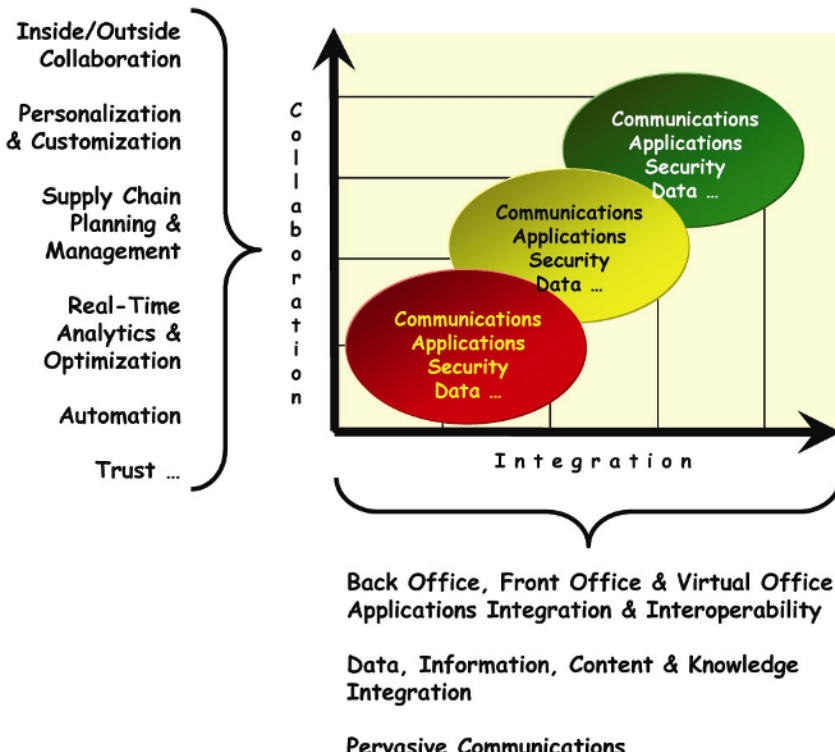 Inside/Outside
Collaboration
Personalization
& Customization
Supply Chain
Planning &
Management
Real-Time
Analytics &
Optimization
Automation
Trust …
Collaboration
Communications
Applications
Security
Data …
Communications
Applications
Security
Data …
Communications
Applications
Security
Data …
Integration
Back Office, Front Office & Virtual Office
Applications Integration & Interoperability
Data, Information, Content & Knowledge
Integration
Pervasive Communications